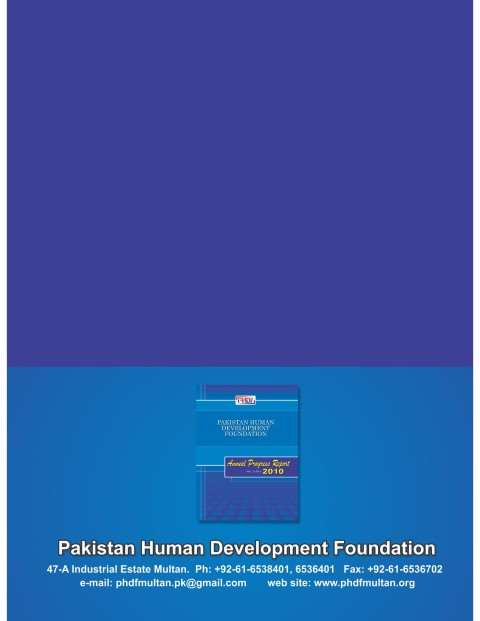 PHDF
PAKISTAN HUMAN
DEVELOPMENT
FOUNDATION
Annual Progress Report
2010
Pakistan Human Development Foundation
47-A Industrial Estate Multan. Ph: +92-61-6538401, 6536401 Fax: +92-61-6536702
e-mail: phdfmultan.pk@gmail.com web site: www.phdfmultan.org